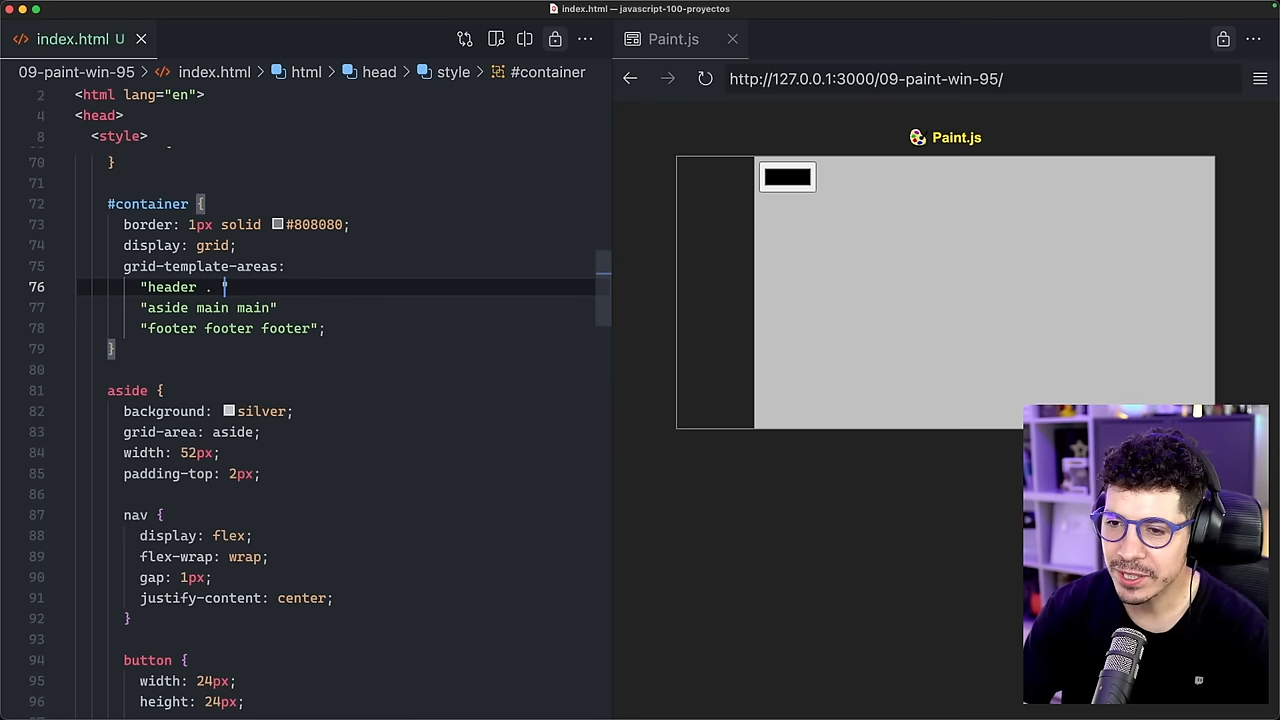 index.html — javascript-100-proyectos
index.html U
09-paint-win-95 > index.html > html > head > style > #container
2 <html lang="en">
4 <head>
8 <style>
70 }
71
72 #container {
73 border: 1px solid #808080;
74 display: grid;
75 grid-template-areas:
76 "header . "
77 "aside main main"
78 "footer footer footer";
79 }
80
81 aside {
82 background: silver;
83 grid-area: aside;
84 width: 52px;
85 padding-top: 2px;
86
87 nav {
88 display: flex;
89 flex-wrap: wrap;
90 gap: 1px;
91 justify-content: center;
92 }
93
94 button {
95 width: 24px;
96 height: 24px;
Paint.js
http://127.0.0.1:3000/09-paint-win-95/
Paint.js